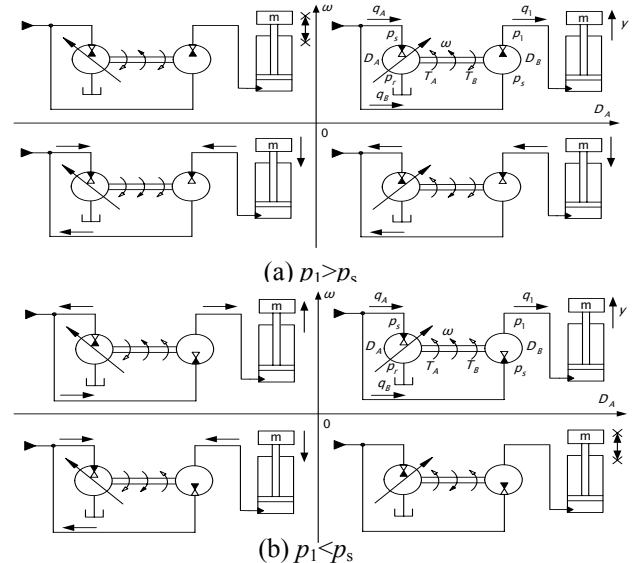 m
ω
q_A
q_1
m
y
p_s
ω
p_1
D_A
D_B
p_r
T_A
T_B
q_B
p_s
D_A
0
m
m
(a) p_1>p_s
m
ω
q_A
q_1
m
y
p_s
ω
p_1
D_A
D_B
p_r
T_A
T_B
p_s
q_B
D_A
0
m
m
(b) p_1<p_s